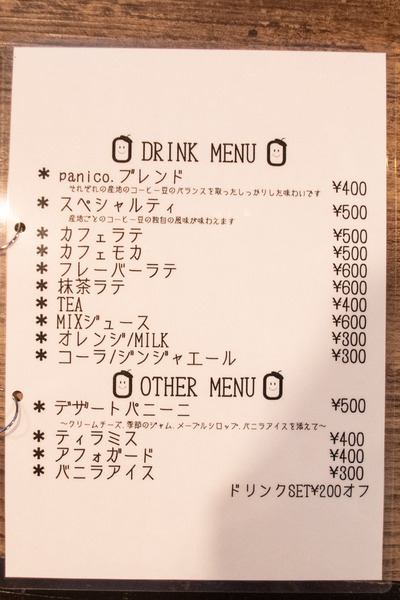 DRINK MENU
* panico.ブレンド ¥400
それぞれの産地のコーヒー豆のバランスを取ったしっかりした味わいです
* スペシャルティ ¥500
産地ごとのコーヒー豆の独自の風味が味わえます
* カフェラテ ¥500
* カフェモカ ¥500
* フレーバーラテ ¥600
* 抹茶ラテ ¥600
* TEA ¥400
* MIXジュース ¥600
* オレンジ/MILK ¥300
* コーラ/ジンジャエール ¥300
OTHER MENU
* デザートパニーニ ¥500
～クリームチーズ、季節のジャム、メープルシロップ、バニラアイスを添えて～
* ティラミス ¥400
* アフォガード ¥400
* バニラアイス ¥300
ドリンクSET¥200オフ